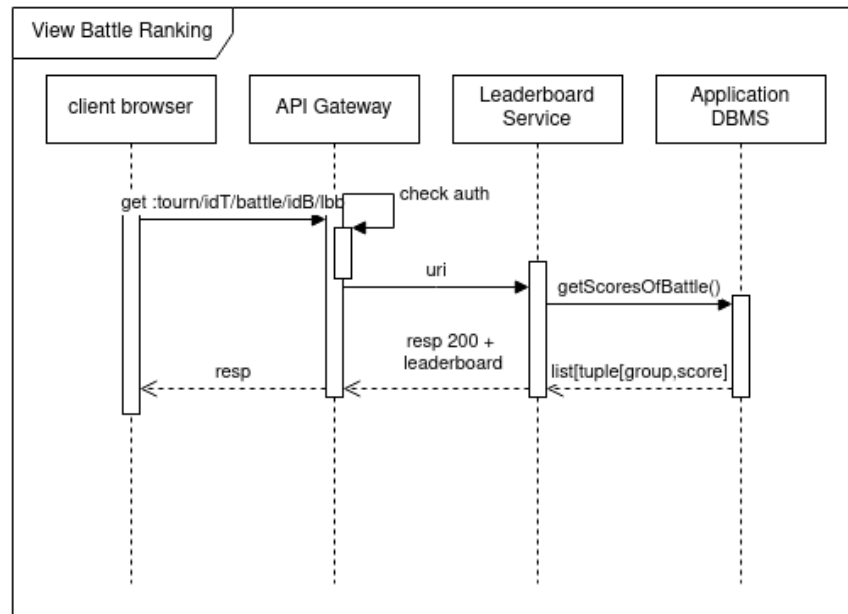 View Battle Ranking
client browser
API Gateway
Leaderboard
Service
Application
DBMS
get :tourn/idT/battle/idB/lbb
check auth
uri
getScoresOfBattle()
resp 200 +
leaderboard
resp
list[tuple[group,score]